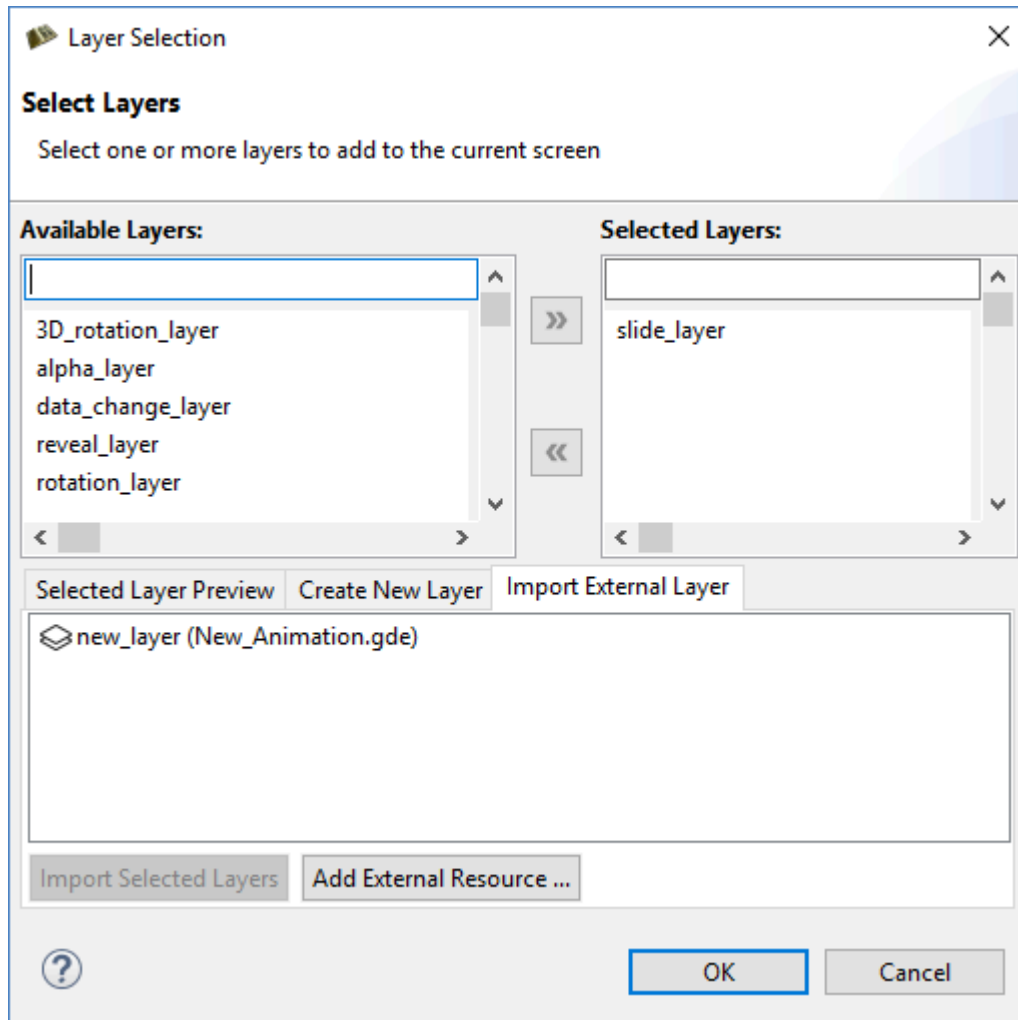 Layer Selection
Select Layers
Select one or more layers to add to the current screen
Available Layers:
3D_rotation_layer
alpha_layer
data_change_layer
reveal_layer
rotation_layer
Selected Layers:
slide_layer
Selected Layer Preview
Create New Layer
Import External Layer
new_layer (New_Animation.gde)
Import Selected Layers
Add External Resource ...
OK
Cancel